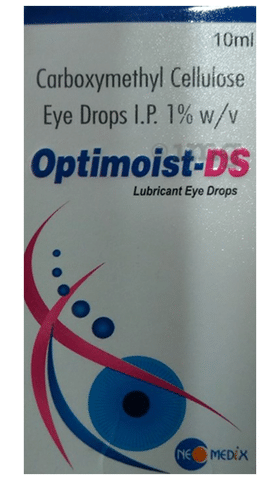 10ml
Carboxymethyl Cellulose
Eye Drops I.P. 1% w/v
Optimoist-DS
Lubricant Eye Drops
NEOMEDIX